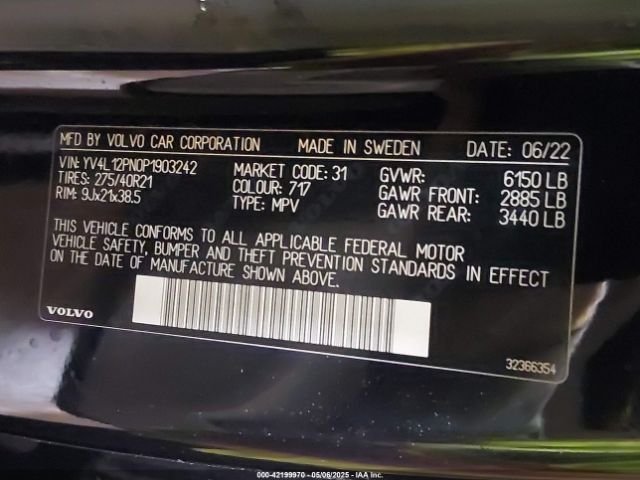 MFD BY VOLVO CAR CORPORATION MADE IN SWEDEN DATE: 06/22
VIN: YV4L12PN0P1903242 MARKET CODE: 31 GVWR: 6150 LB
TIRES: 275/40R21 COLOUR: 717 GAWR FRONT: 2885 LB
RIM: 9Jx21x38.5 TYPE: MPV GAWR REAR: 3440 LB
THIS VEHICLE CONFORMS TO ALL APPLICABLE FEDERAL MOTOR
VEHICLE SAFETY, BUMPER AND THEFT PREVENTION STANDARDS IN EFFECT
ON THE DATE OF MANUFACTURE SHOWN ABOVE.
VOLVO 32366354
000-42199970 - 05/06/2025 - IAA Inc.